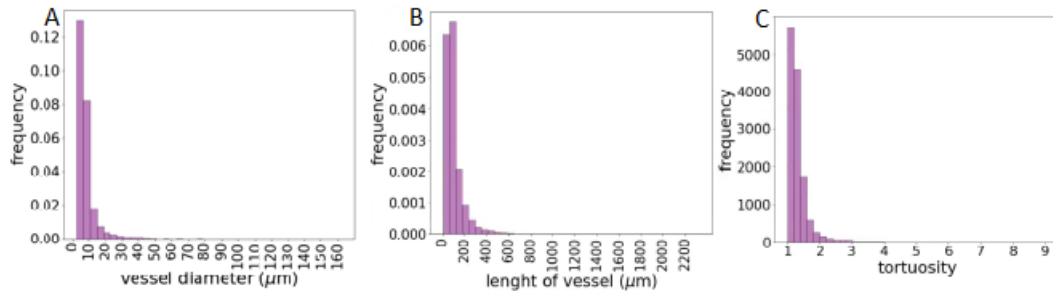 A
0.12
0.10
0.08
0.06
0.04
0.02
0.00
frequency
0 10 20 30 40 50 60 70 80 90 100 110 120 130 140 150 160
vessel diameter (μm)
B
0.006
0.005
0.004
0.003
0.002
0.001
0.000
frequency
0 200 400 600 800 1000 1200 1400 1600 1800 2000 2200
lenght of vessel (μm)
C
5000
4000
3000
2000
1000
0
frequency
1 2 3 4 5 6 7 8 9
tortuosity